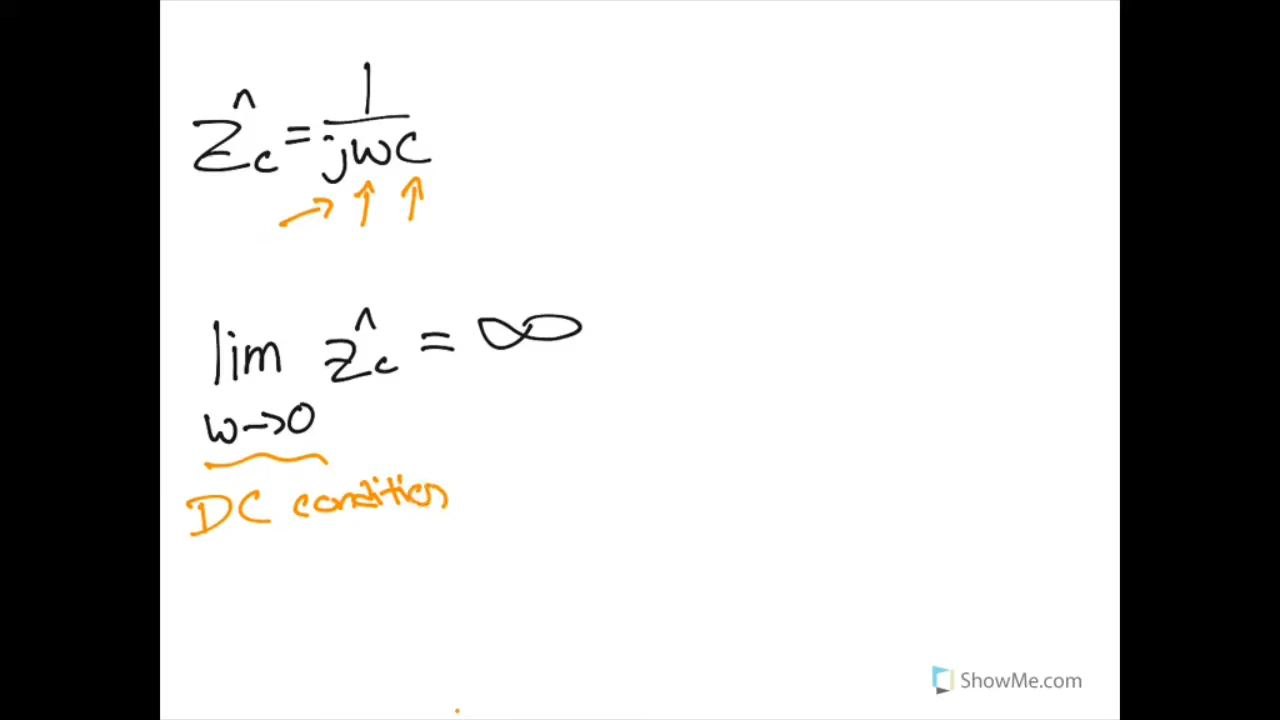 Ẑc = 1/jωC
lim Ẑc = ∞
ω→0
DC condition
ShowMe.com